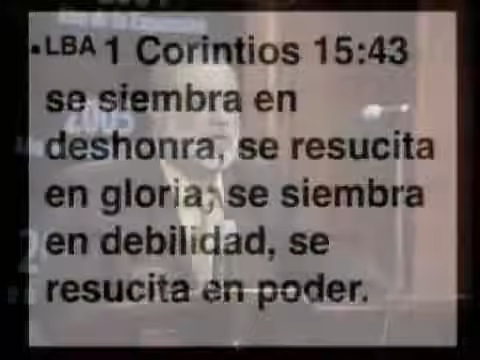 • LBA 1 Corintios 15:43
se siembra en
deshonra, se resucita
en gloria; se siembra
en debilidad, se
resucita en poder.
2005